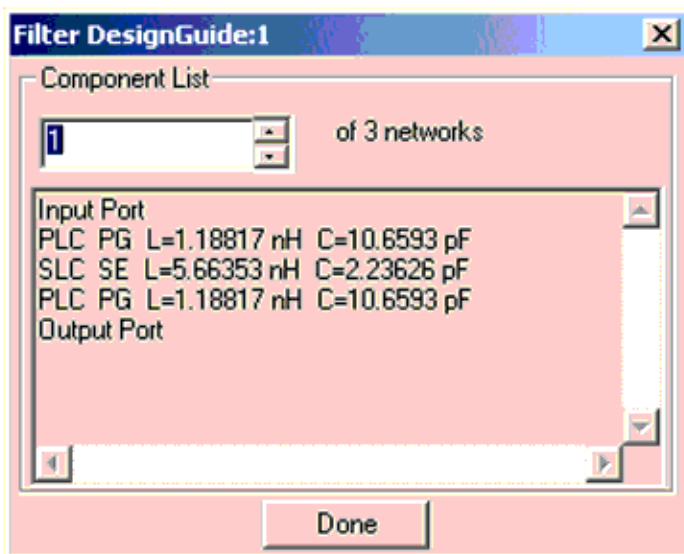 Filter DesignGuide:1
Component List
1
of 3 networks
Input Port
PLC PG L=1.18817 nH C=10.6593 pF
SLC SE L=5.66353 nH C=2.23626 pF
PLC PG L=1.18817 nH C=10.6593 pF
Output Port
Done